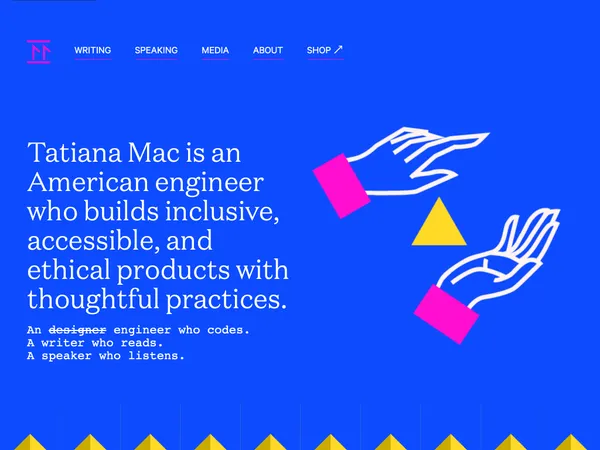 WRITING SPEAKING MEDIA ABOUT SHOP ↗
Tatiana Mac is an
American engineer
who builds inclusive,
accessible, and
ethical products with
thoughtful practices.
An designer engineer who codes.
A writer who reads.
A speaker who listens.